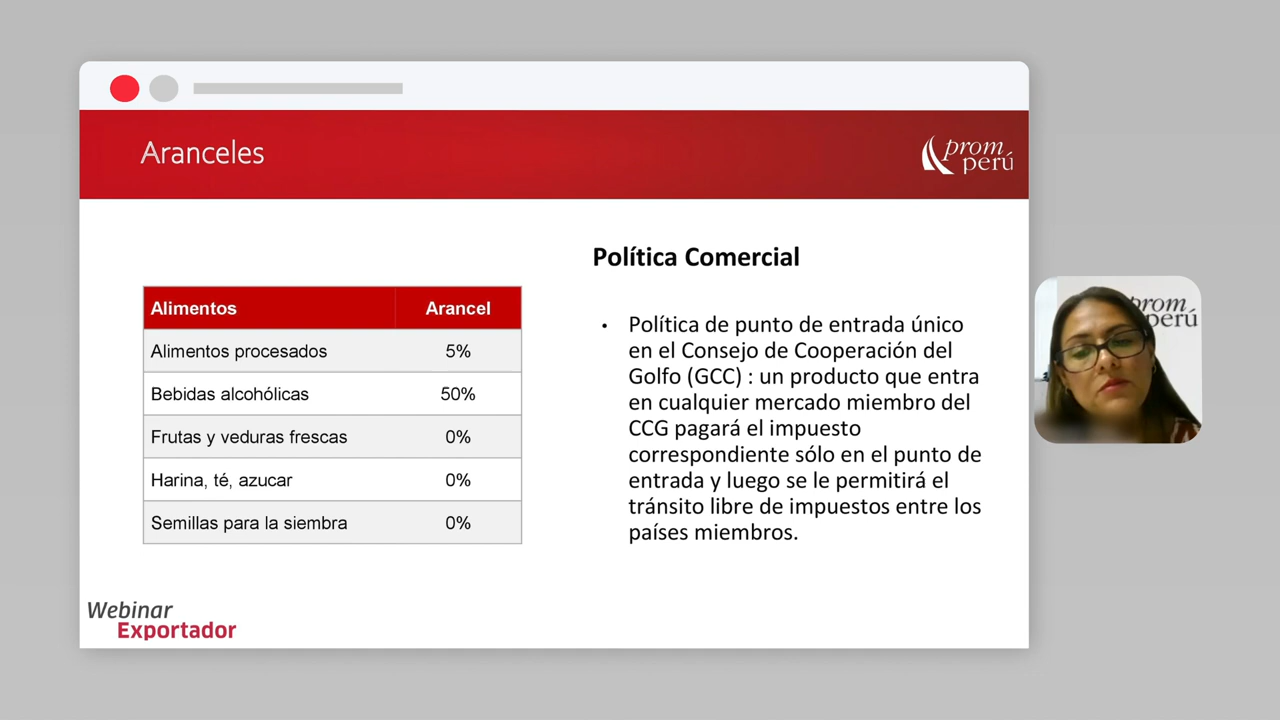 Aranceles
prom
perú
Política Comercial
Alimentos Arancel
Alimentos procesados 5%
Bebidas alcohólicas 50%
Frutas y veduras frescas 0%
Harina, té, azucar 0%
Semillas para la siembra 0%
• Política de punto de entrada único
en el Consejo de Cooperación del
Golfo (GCC) : un producto que entra
en cualquier mercado miembro del
CCG pagará el impuesto
correspondiente sólo en el punto de
entrada y luego se le permitirá el
tránsito libre de impuestos entre los
países miembros.
prom
perú
Webinar
Exportador